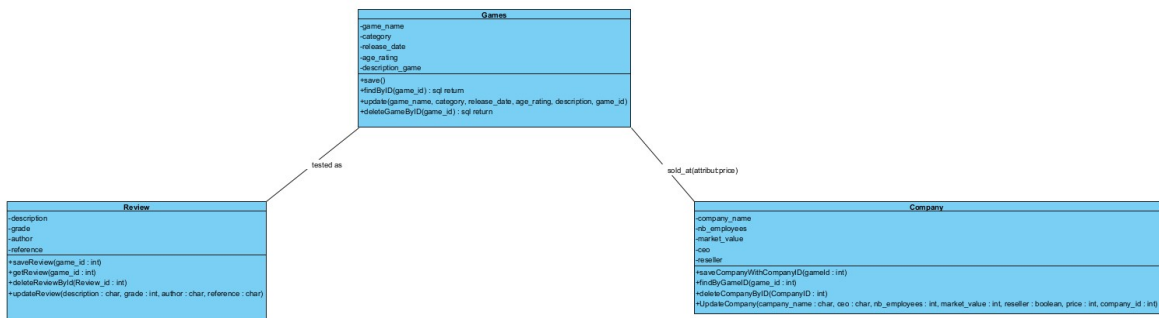 Games
-game_name
-category
-release_date
-age_rating
-description_game
+save()
+findByID(game_id) : sql return
+update(game_name, category, release_date, age_rating, description, game_id)
+deleteGameByID(game_id) : sql return
tested as
sold_at(attribut:price)
Review
-description
-grade
-author
-reference
+saveReview(game_id : int)
+getReview(game_id : int)
+deleteReviewById(Review_id : int)
+updateReview(description : char, grade : int, author : char, reference : char)
Company
-company_name
-nb_employees
-market_value
-ceo
-reseller
+saveCompanyWithCompanyID(gameId : int)
+findByGameID(game_id : int)
+deleteCompanyByID(CompanyID : int)
+UpdateCompany(campany_name : char, ceo : char, nb_employees : int, market_value : int, reseller : boolean, price : int, company_id : int)